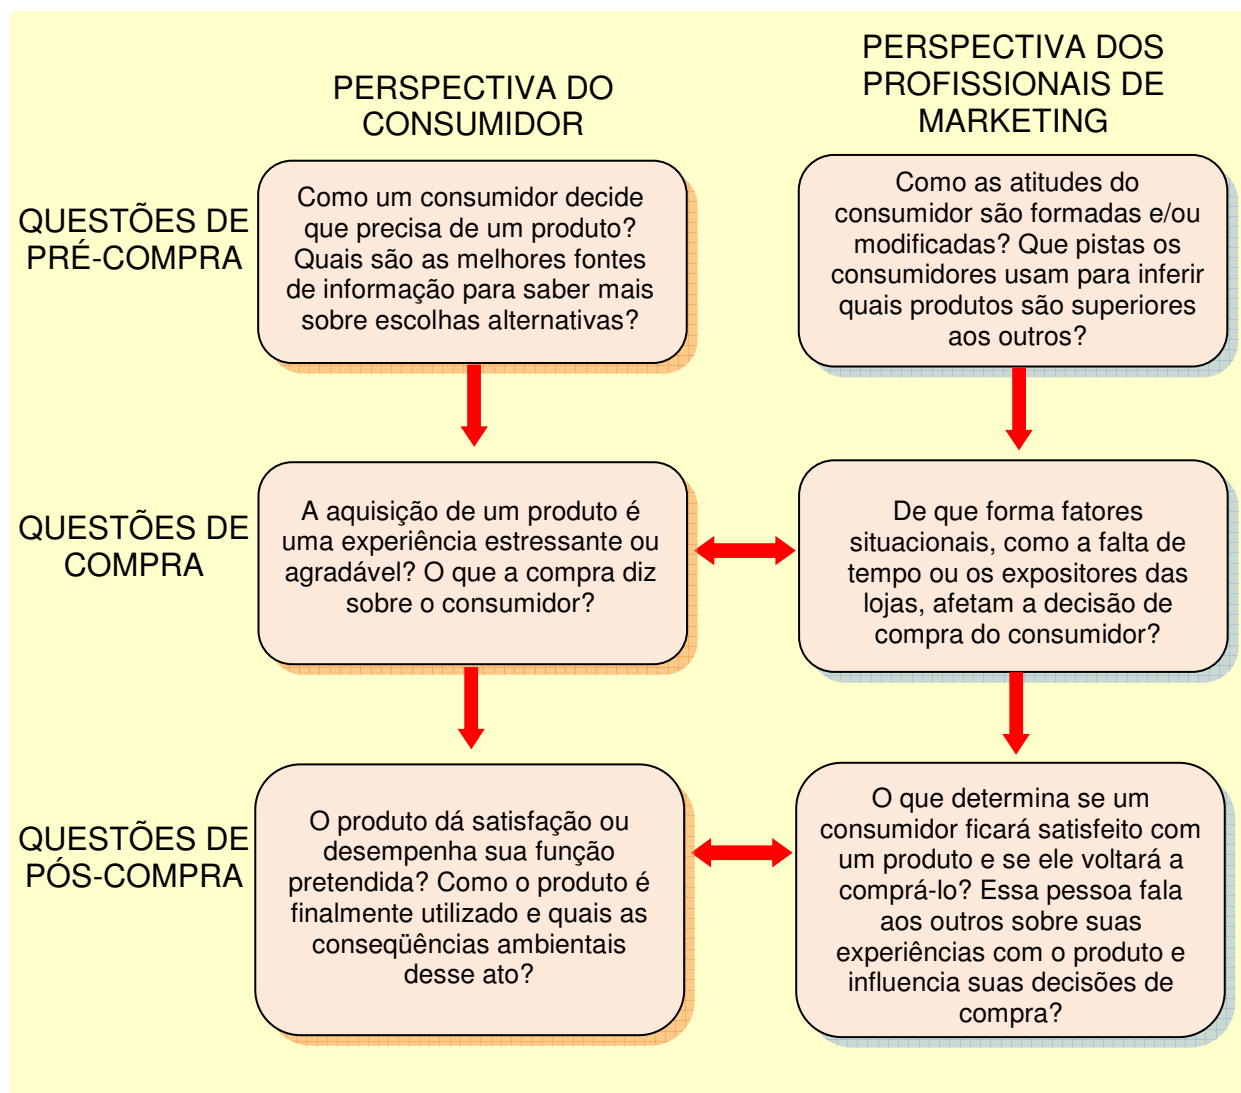 PERSPECTIVA DO
CONSUMIDOR
PERSPECTIVA DOS
PROFISSIONAIS DE
MARKETING
QUESTÕES DE
PRÉ-COMPRA
Como um consumidor decide
que precisa de um produto?
Quais são as melhores fontes
de informação para saber mais
sobre escolhas alternativas?
Como as atitudes do
consumidor são formadas e/ou
modificadas? Que pistas os
consumidores usam para inferir
quais produtos são superiores
aos outros?
QUESTÕES DE
COMPRA
A aquisição de um produto é
uma experiência estressante ou
agradável? O que a compra diz
sobre o consumidor?
De que forma fatores
situacionais, como a falta de
tempo ou os expositores das
lojas, afetam a decisão de
compra do consumidor?
QUESTÕES DE
PÓS-COMPRA
O produto dá satisfação ou
desempenha sua função
pretendida? Como o produto é
finalmente utilizado e quais as
conseqüências ambientais
desse ato?
O que determina se um
consumidor ficará satisfeito com
um produto e se ele voltará a
comprá-lo? Essa pessoa fala
aos outros sobre suas
experiências com o produto e
influencia suas decisões de
compra?